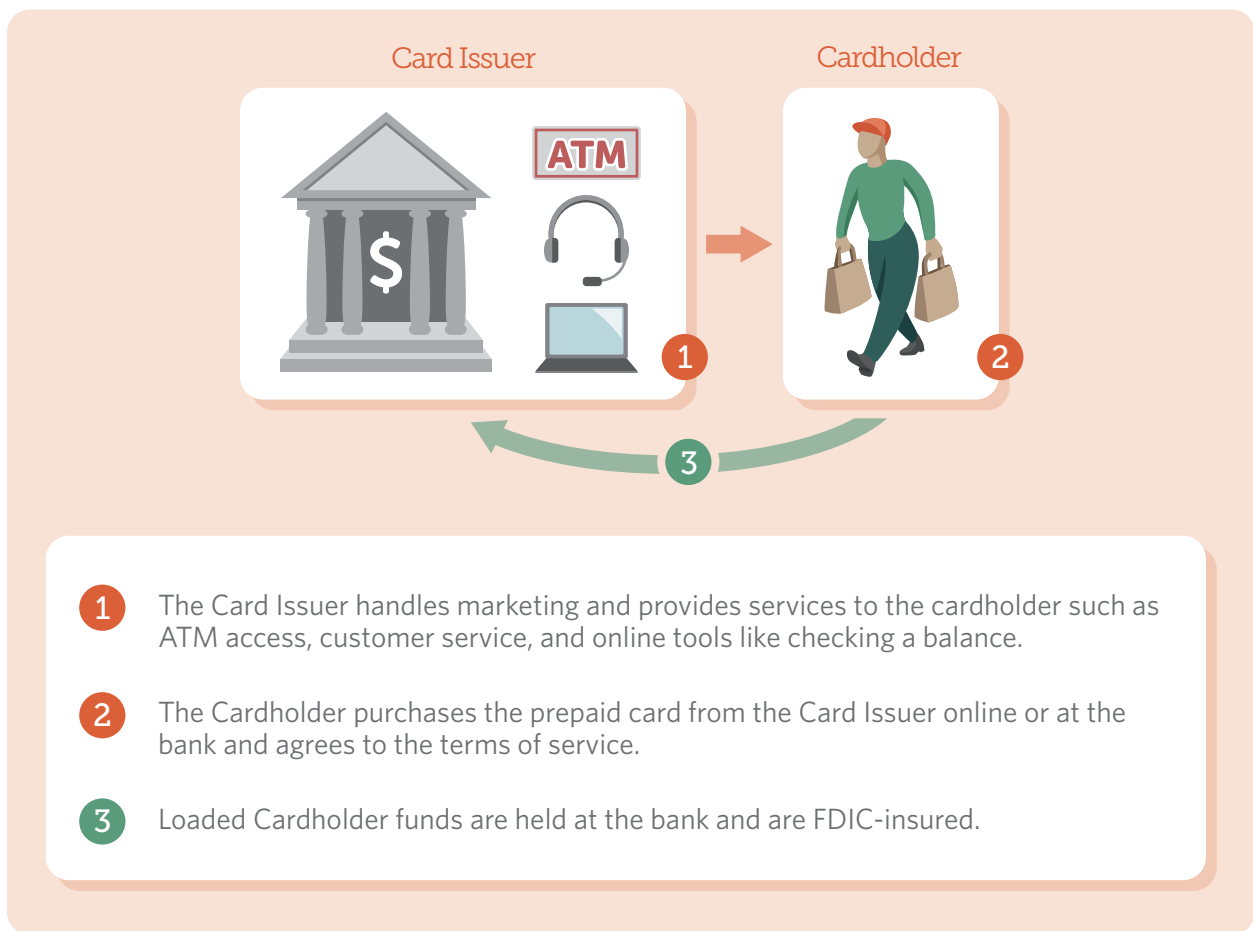 Card Issuer
Cardholder
ATM
$
1
2
3
1
The Card Issuer handles marketing and provides services to the cardholder such as
ATM access, customer service, and online tools like checking a balance.
2
The Cardholder purchases the prepaid card from the Card Issuer online or at the
bank and agrees to the terms of service.
3
Loaded Cardholder funds are held at the bank and are FDIC-insured.